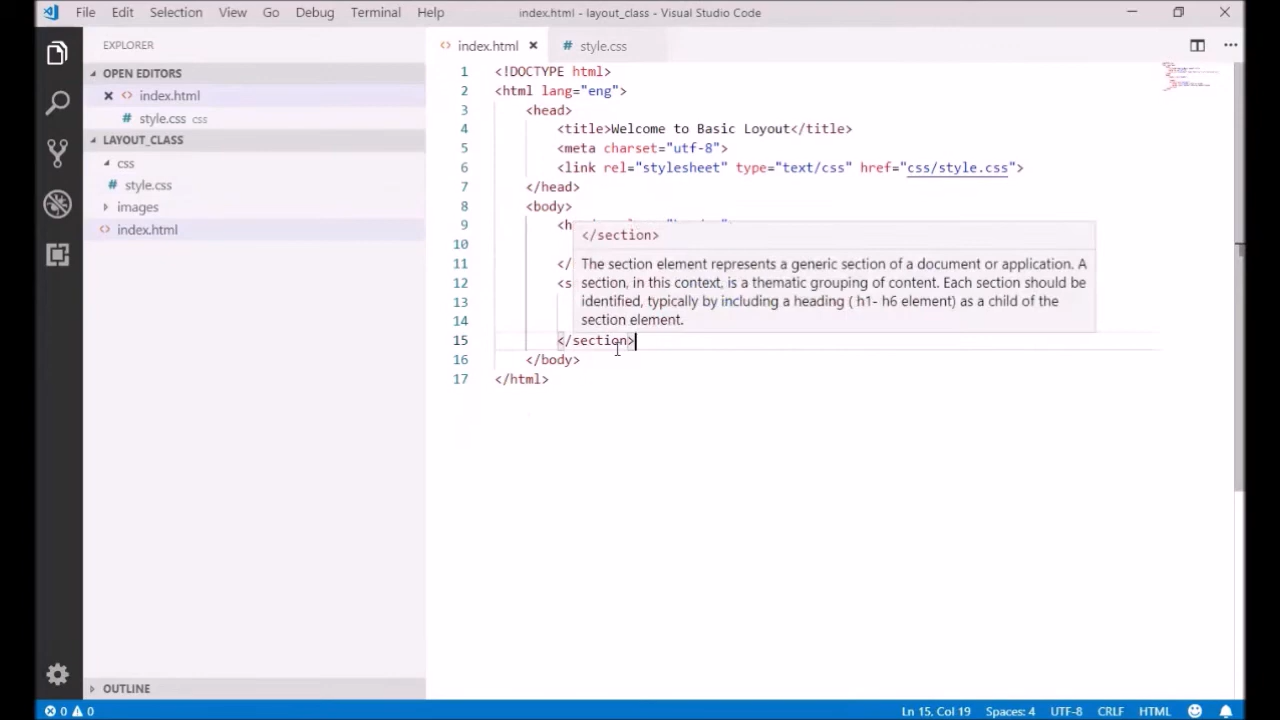 File Edit Selection View Go Debug Terminal Help index.html - layout_class - Visual Studio Code
EXPLORER
OPEN EDITORS
index.html
style.css css
LAYOUT_CLASS
css
style.css
images
index.html
OUTLINE
index.html
style.css
1 <!DOCTYPE html>
2 <html lang="eng">
3 <head>
4 <title>Welcome to Basic Loyout</title>
5 <meta charset="utf-8">
6 <link rel="stylesheet" type="text/css" href="css/style.css">
7 </head>
8 <body>
9 <h
10
11 </
12 <s
13
14
15 </section>
16 </body>
17 </html>
</section>
The section element represents a generic section of a document or application. A
section, in this context, is a thematic grouping of content. Each section should be
identified, typically by including a heading ( h1- h6 element) as a child of the
section element.
0 0 Ln 15, Col 19 Spaces: 4 UTF-8 CRLF HTML